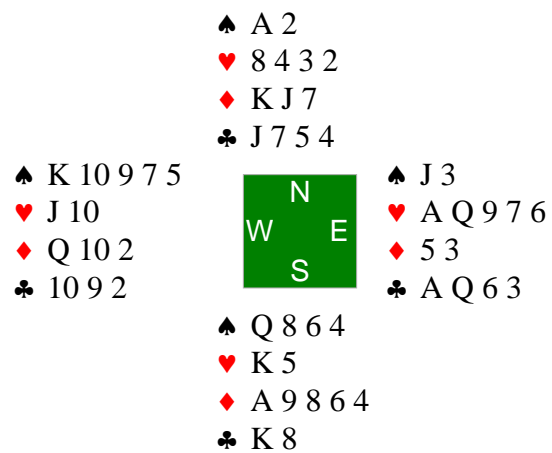 ♠ A 2
♥ 8 4 3 2
♦ K J 7
♣ J 7 5 4
♠ K 10 9 7 5
♥ J 10
♦ Q 10 2
♣ 10 9 2
N
W E
S
♠ J 3
♥ A Q 9 7 6
♦ 5 3
♣ A Q 6 3
♠ Q 8 6 4
♥ K 5
♦ A 9 8 6 4
♣ K 8